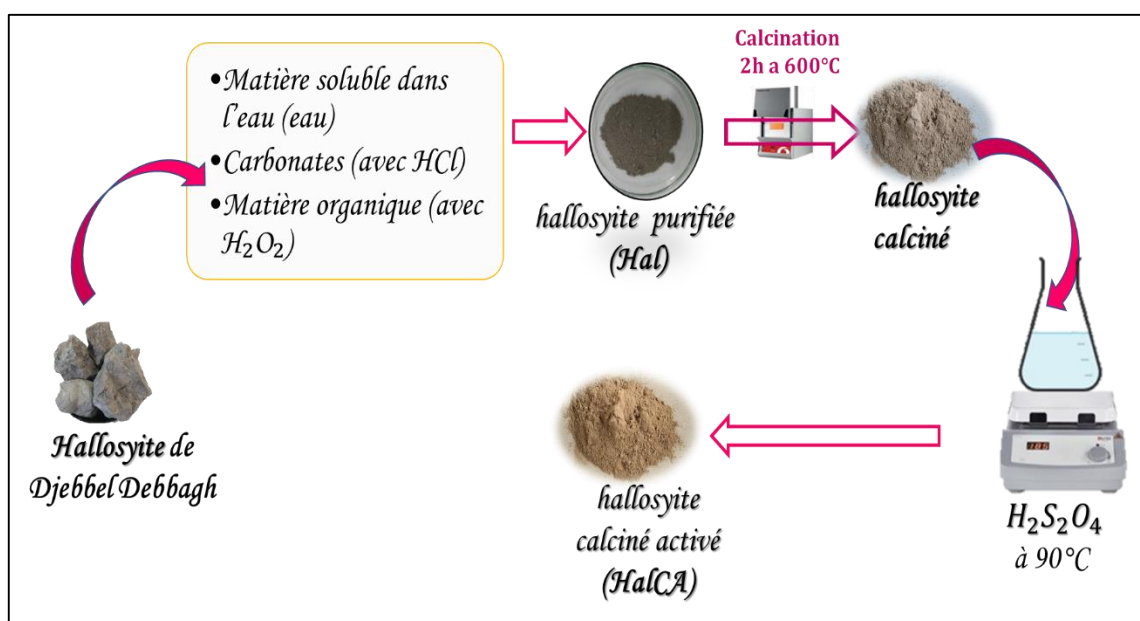 Hallosyite de
Djebbel Debbagh
•Matière soluble dans
l'eau (eau)
•Carbonates (avec HCl)
•Matière organique (avec
H₂O₂)
hallosyite purifiée
(Hal)
Calcination
2h a 600°C
hallosyite
calciné
H₂S₂O₄
à 90°C
hallosyite
calciné activé
(HalCA)